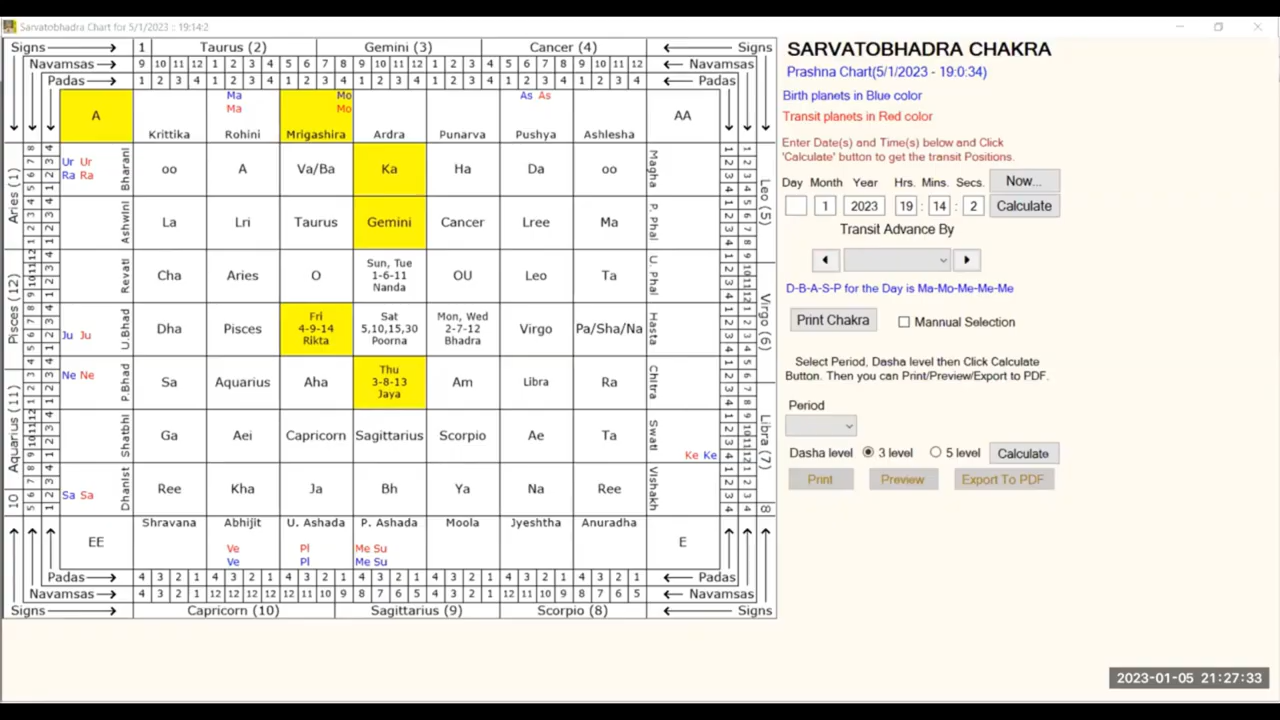 Sarvatobhadra Chart for 5/1/2023 :: 19:14:2
Signs 1 Taurus (2) Gemini (3) Cancer (4) Signs
Navamsas 9 10 11 12 1 2 3 4 5 6 7 8 9 10 11 12 1 2 3 4 5 6 7 8 9 10 11 12 Navamsas
Padas 1 2 3 4 1 2 3 4 1 2 3 4 1 2 3 4 1 2 3 4 1 2 3 4 1 2 3 4 Padas
Ma Mo As As
Ma Mo
A AA
Krittika Rohini Mrigashira Ardra Punarva Pushya Ashlesha
Aries (1) Pisces (12) Aquarius (11) 10
Bharani Ashwini Revati U.Bhad P.Bhad Shatbhi Dhanist
Ur Ur
Ra Ra
Ju Ju
Ne Ne
Sa Sa
oo A Va/Ba Ka Ha Da oo
La Lri Taurus Gemini Cancer Lree Ma
Cha Aries O Sun, Tue 1-6-11 Nanda OU Leo Ta
Dha Pisces Fri 4-9-14 Rikta Sat 5,10,15,30 Poorna Mon, Wed 2-7-12 Bhadra Virgo Pa/Sha/Na
Sa Aquarius Aha Thu 3-8-13 Jaya Am Libra Ra
Ga Aei Capricorn Sagittarius Scorpio Ae Ta
Ree Kha Ja Bh Ya Na Ree
Magha P. Phal U. Phal Hasta Chitra Swati Vishakh
Ke Ke
Leo (5) Virgo (6) Libra (7) 8
Shravana Abhijit U. Ashada P. Ashada Moola Jyeshtha Anuradha
EE E
Ve Pl Me Su
Ve Pl Me Su
Padas 4 3 2 1 4 3 2 1 4 3 2 1 4 3 2 1 4 3 2 1 4 3 2 1 4 3 2 1 Padas
Navamsas 4 3 2 1 12 12 12 12 12 11 10 9 8 7 6 5 4 3 2 1 12 11 10 9 8 7 6 5 Navamsas
Signs Capricorn (10) Sagittarius (9) Scorpio (8) Signs
SARVATOBHADRA CHAKRA
Prashna Chart(5/1/2023 - 19:0:34)
Birth planets in Blue color
Transit planets in Red color
Enter Date(s) and Time(s) below and Click
'Calculate' button to get the transit Positions.
Day Month Year Hrs. Mins. Secs. Now...
1 2023 19 : 14 : 2 Calculate
Transit Advance By
D-B-A-S-P for the Day is Ma-Mo-Me-Me-Me
Print Chakra Mannual Selection
Select Period, Dasha level then Click Calculate
Button. Then you can Print/Preview/Export to PDF.
Period
Dasha level 3 level 5 level Calculate
Print Preview Export To PDF
2023-01-05 21:27:33